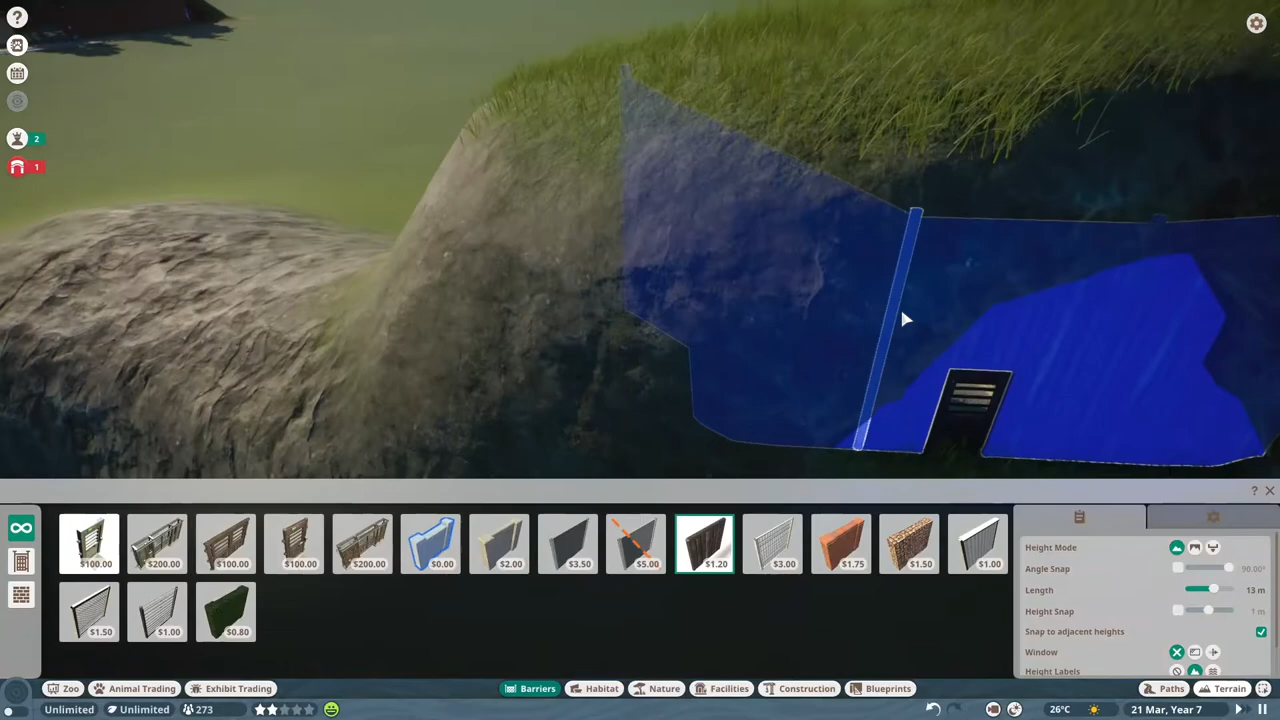 ?
2
1
? ×
$100.00 $200.00 $100.00 $100.00 $200.00 $0.00 $2.00 $3.50 $5.00 $1.20 $3.00 $1.75 $1.50 $1.00
$1.50 $1.00 $0.80
Height Mode
Angle Snap 90.00°
Length 13 m
Height Snap 1 m
Snap to adjacent heights
Window
Height Labels
Zoo Animal Trading Exhibit Trading Barriers Habitat Nature Facilities Construction Blueprints Paths Terrain
Unlimited Unlimited 273 26°C 21 Mar, Year 7